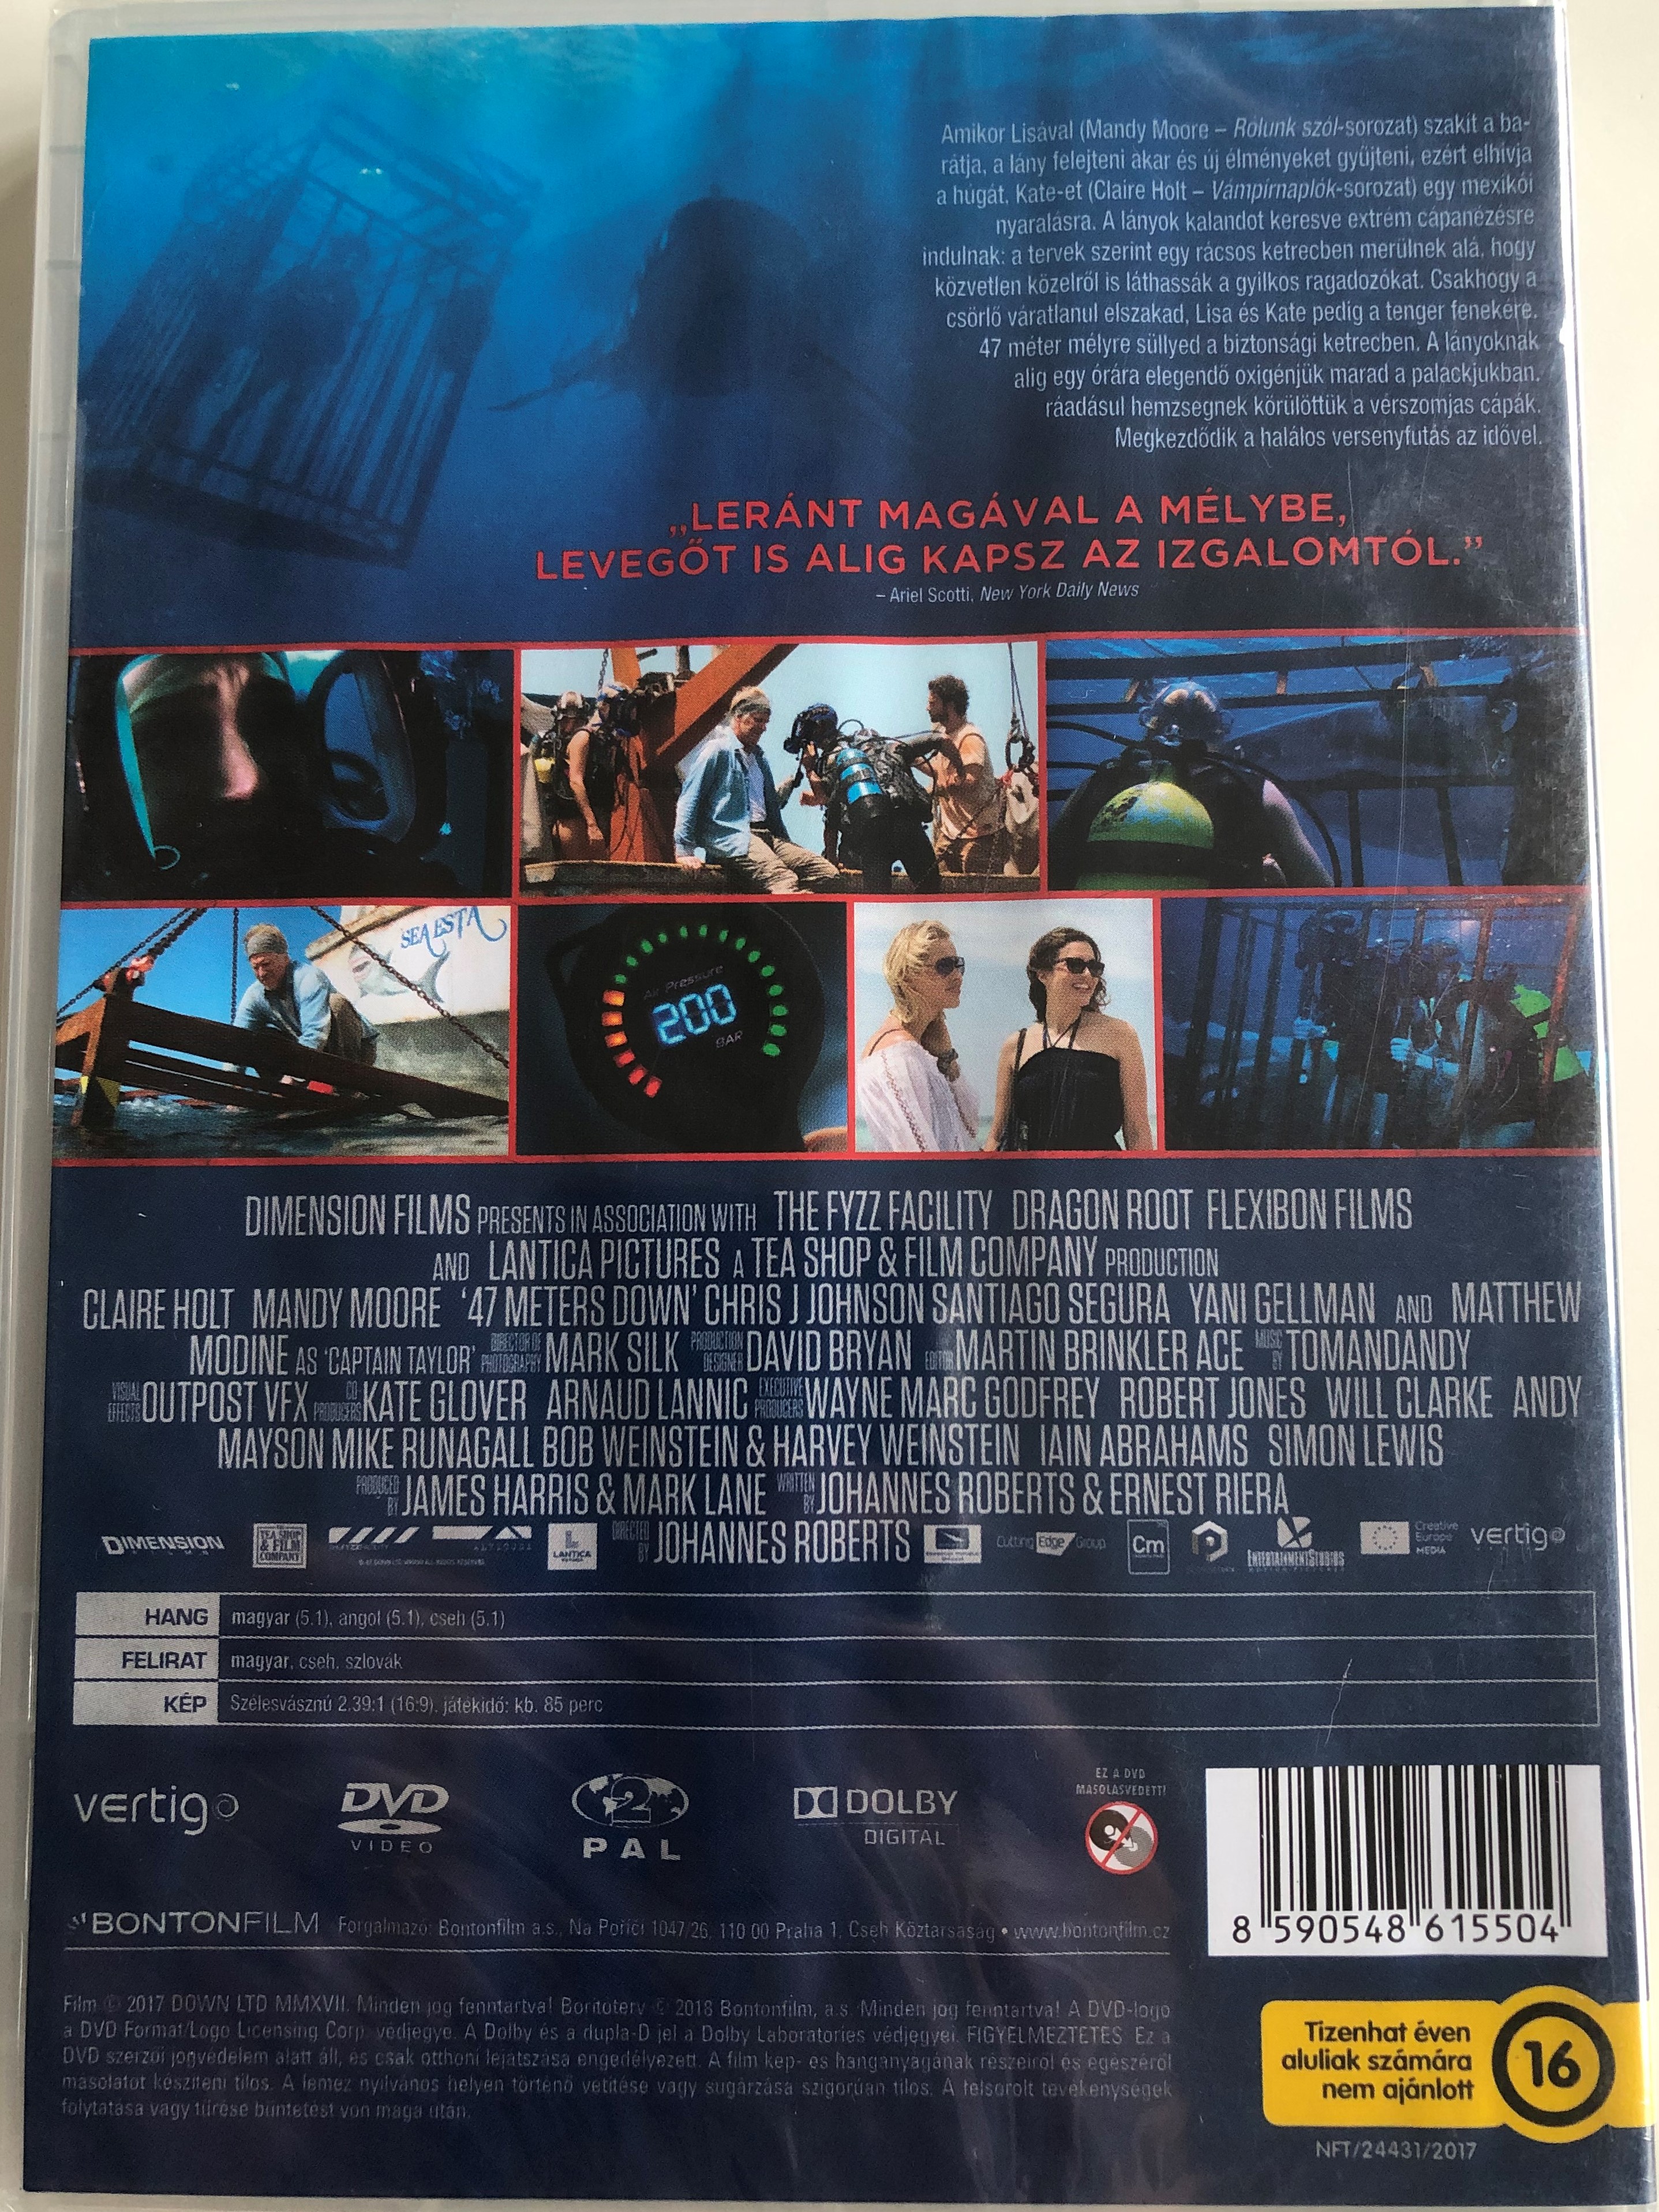 Amikor Lisával (Mandy Moore – Rólunk szól-sorozat) szakít a ba-
rátja, a lány felejteni akar és új élményeket gyűjteni, ezért elhívja
a húgát, Kate-et (Claire Holt – Vámpírnaplók-sorozat) egy mexikói
nyaralásra. A lányok kalandot keresve extrém cápanézésre
indulnak: a tervek szerint egy rácsos ketrecben merülnek alá, hogy
közvetlen közelről is láthassák a gyilkos ragadozókat. Csakhogy a
csörlő váratlanul elszakad, Lisa és Kate pedig a tenger fenekére,
47 méter mélyre süllyed a biztonsági ketrecben. A lányoknak
alig egy órára elegendő oxigénjük marad a palackjukban,
ráadásul hemzsegnek körülöttük a vérszomjas cápák.
Megkezdődik a halálos versenyfutás az idővel.
„LERÁNT MAGÁVAL A MÉLYBE,
LEVEGŐT IS ALIG KAPSZ AZ IZGALOMTÓL.”
– Ariel Scotti, New York Daily News
SEA ESTA
Air Pressure
200
BAR
DIMENSION FILMS PRESENTS IN ASSOCIATION WITH THE FYZZ FACILITY DRAGON ROOT FLEXIBON FILMS
AND LANTICA PICTURES A TEA SHOP & FILM COMPANY PRODUCTION
CLAIRE HOLT MANDY MOORE ‘47 METERS DOWN’ CHRIS J JOHNSON SANTIAGO SEGURA YANI GELLMAN AND MATTHEW
MODINE AS ‘CAPTAIN TAYLOR’ DIRECTOR OF PHOTOGRAPHY MARK SILK PRODUCTION DESIGNER DAVID BRYAN EDITOR MARTIN BRINKLER ACE MUSIC BY TOMANDANDY
VISUAL EFFECTS OUTPOST VFX CO PRODUCERS KATE GLOVER ARNAUD LANNIC EXECUTIVE PRODUCERS WAYNE MARC GODFREY ROBERT JONES WILL CLARKE ANDY
MAYSON MIKE RUNAGALL BOB WEINSTEIN & HARVEY WEINSTEIN IAIN ABRAHAMS SIMON LEWIS
PRODUCED BY JAMES HARRIS & MARK LANE WRITTEN BY JOHANNES ROBERTS & ERNEST RIERA
DIMENSION FILMS THE TEA SHOP & FILM COMPANY LANTICA DIRECTED BY JOHANNES ROBERTS Cutting Edge Group Cm ENTERTAINMENT STUDIOS Creative Europe MEDIA vertigo
HANG magyar (5.1), angol (5.1), cseh (5.1)
FELIRAT magyar, cseh, szlovák
KÉP Szélesvásznú 2.39:1 (16:9), játékidő: kb. 85 perc
vertigo
DVD
VIDEO
2
PAL
DOLBY
DIGITAL
EZ A DVD
MÁSOLÁSVÉDETT!
8 590548 615504
BONTONFILM Forgalmazó: Bontonfilm a.s., Na Poříčí 1047/26, 110 00 Praha 1, Cseh Köztársaság • www.bontonfilm.cz
Film © 2017 DOWN LTD MMXVII. Minden jog fenntartva! Borítóterv © 2018 Bontonfilm, a.s. Minden jog fenntartva! A DVD-logo
a DVD Format/Logo Licensing Corp. védjegye. A Dolby és a dupla-D jel a Dolby Laboratories védjegyei. FIGYELMEZTETÉS: Ez a
DVD szerzői jogvédelem alatt áll, és csak otthoni lejátszása engedélyezett. A film kép- és hanganyagának részeiről és egészéről
másolatot készíteni tilos. A lemez nyilvános helyen történő vetítése vagy sugárzása szigorúan tilos. A felsorolt tevékenységek
folytatása vagy tűrése büntetést von maga után.
Tizenhat éven
aluliak számára
nem ajánlott
16
NFT/24431/2017